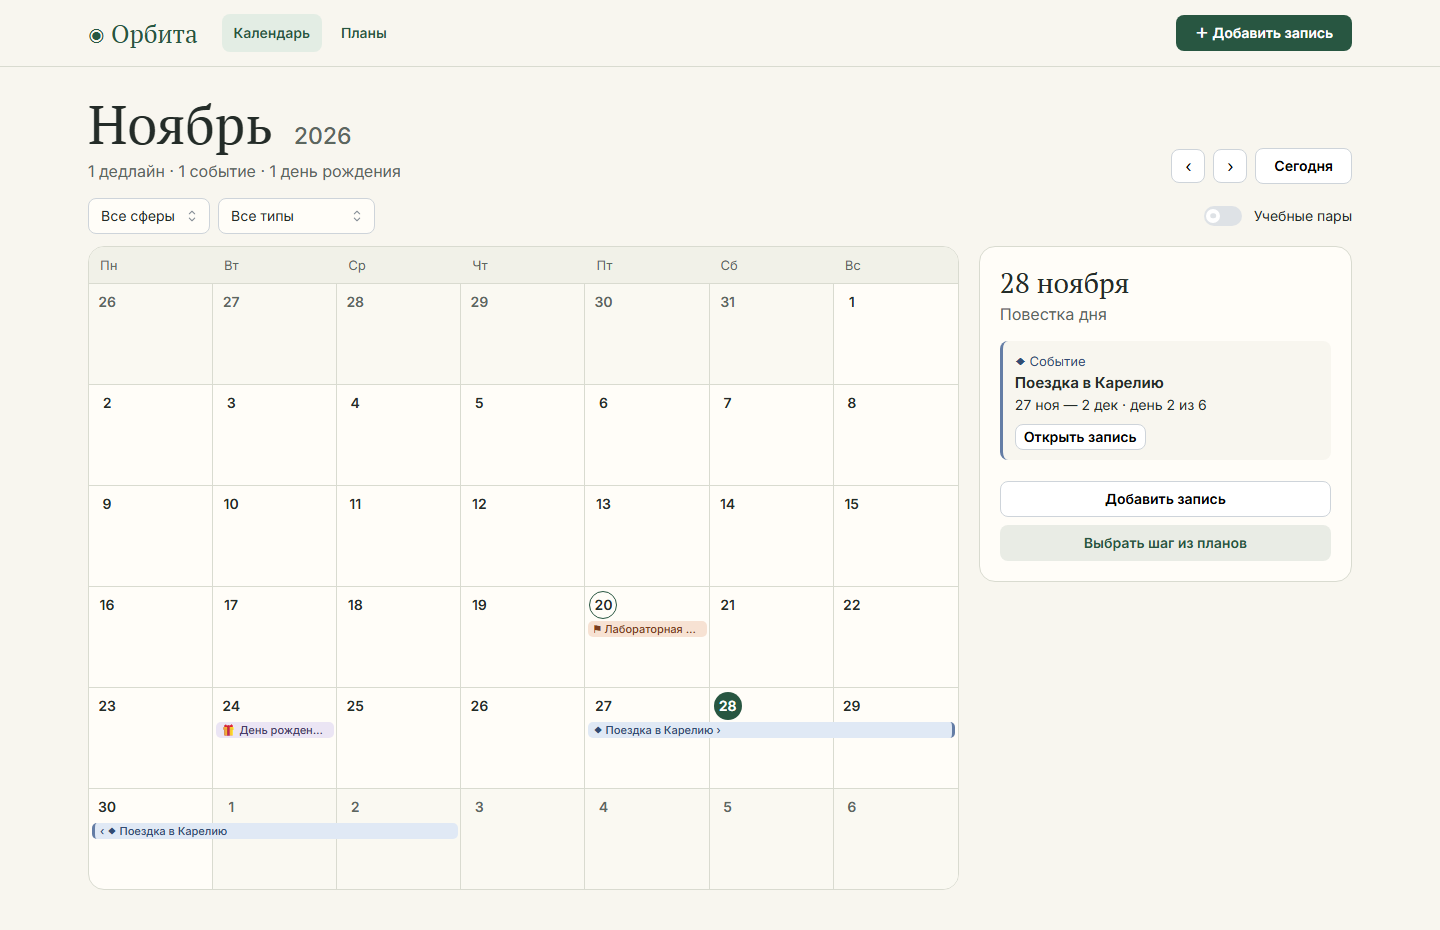 ◉ Орбита Календарь Планы + Добавить запись
Ноябрь 2026
1 дедлайн · 1 событие · 1 день рождения
‹ › Сегодня
Все сферы Все типы Учебные пары
Пн Вт Ср Чт Пт Сб Вс
26 27 28 29 30 31 1
2 3 4 5 6 7 8
9 10 11 12 13 14 15
16 17 18 19 20 21 22
Лабораторная ...
23 24 25 26 27 28 29
День рожден... ◆ Поездка в Карелию ›
30 1 2 3 4 5 6
‹ ◆ Поездка в Карелию
28 ноября
Повестка дня
◆ Событие
Поездка в Карелию
27 ноя — 2 дек · день 2 из 6
Открыть запись
Добавить запись
Выбрать шаг из планов